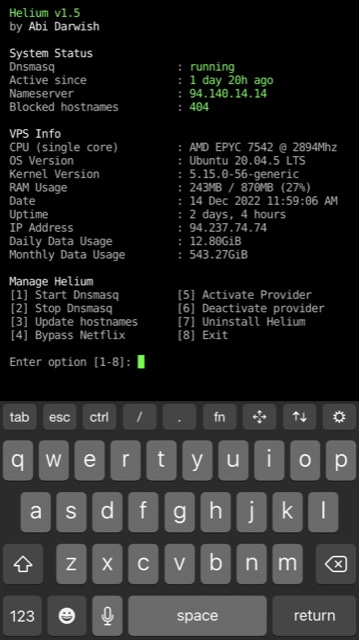 Helium v1.5
by Abi Darwish
System Status
Dnsmasq : running
Active since : 1 day 20h ago
Nameserver : 94.140.14.14
Blocked hostnames : 404
VPS Info
CPU (single core) : AMD EPYC 7542 @ 2894Mhz
OS Version : Ubuntu 20.04.5 LTS
Kernel Version : 5.15.0-56-generic
RAM Usage : 243MB / 870MB (27%)
Date : 14 Dec 2022 11:59:06 AM
Uptime : 2 days, 4 hours
IP Address : 94.237.74.74
Daily Data Usage : 12.80GiB
Monthly Data Usage : 543.27GiB
Manage Helium
[1] Start Dnsmasq [5] Activate Provider
[2] Stop Dnsmasq [6] Deactivate provider
[3] Update hostnames [7] Uninstall Helium
[4] Bypass Netflix [8] Exit
Enter option [1-8]:
tab esc ctrl / . fn
q w e r t y u i o p
a s d f g h j k l
z x c v b n m
123 space return